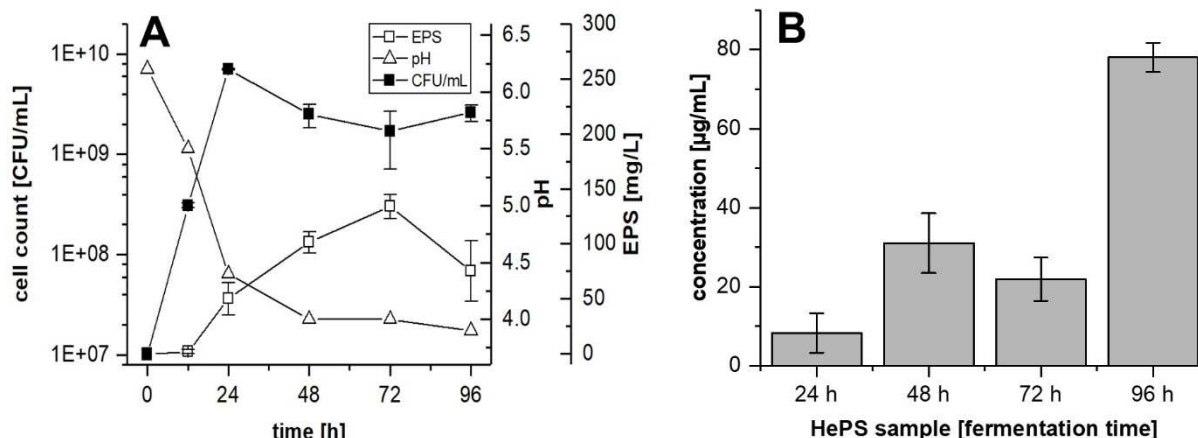 A
EPS
pH
CFU/mL
cell count [CFU/mL]
1E+10
1E+09
1E+08
1E+07
0 12 24 48 72 96
time [h]
6.5
6.0
5.5
5.0
4.5
4.0
pH
300
250
200
150
100
50
0
EPS [mg/L]
B
concentration [µg/mL]
80
60
40
20
0
24 h 48 h 72 h 96 h
HePS sample [fermentation time]